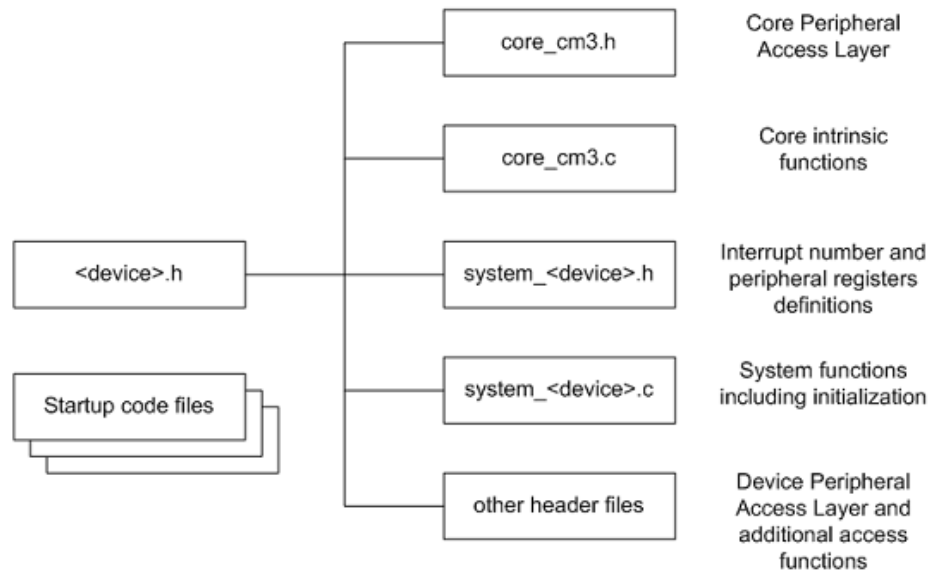 core_cm3.h
Core Peripheral
Access Layer
core_cm3.c
Core intrinsic
functions
<device>.h
system_<device>.h
Interrupt number and
peripheral registers
definitions
Startup code files
system_<device>.c
System functions
including initialization
other header files
Device Peripheral
Access Layer and
additional access
functions